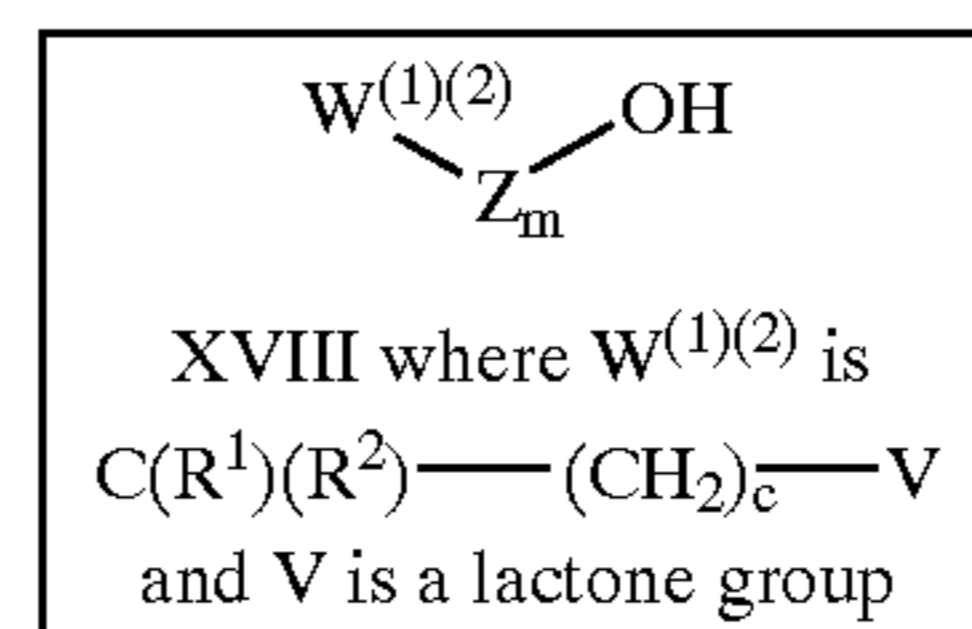 W⁽¹⁾⁽²⁾ OH
Zₘ
XVIII where W⁽¹⁾⁽²⁾ is
C(R¹)(R²)—(CH₂)c—V
and V is a lactone group